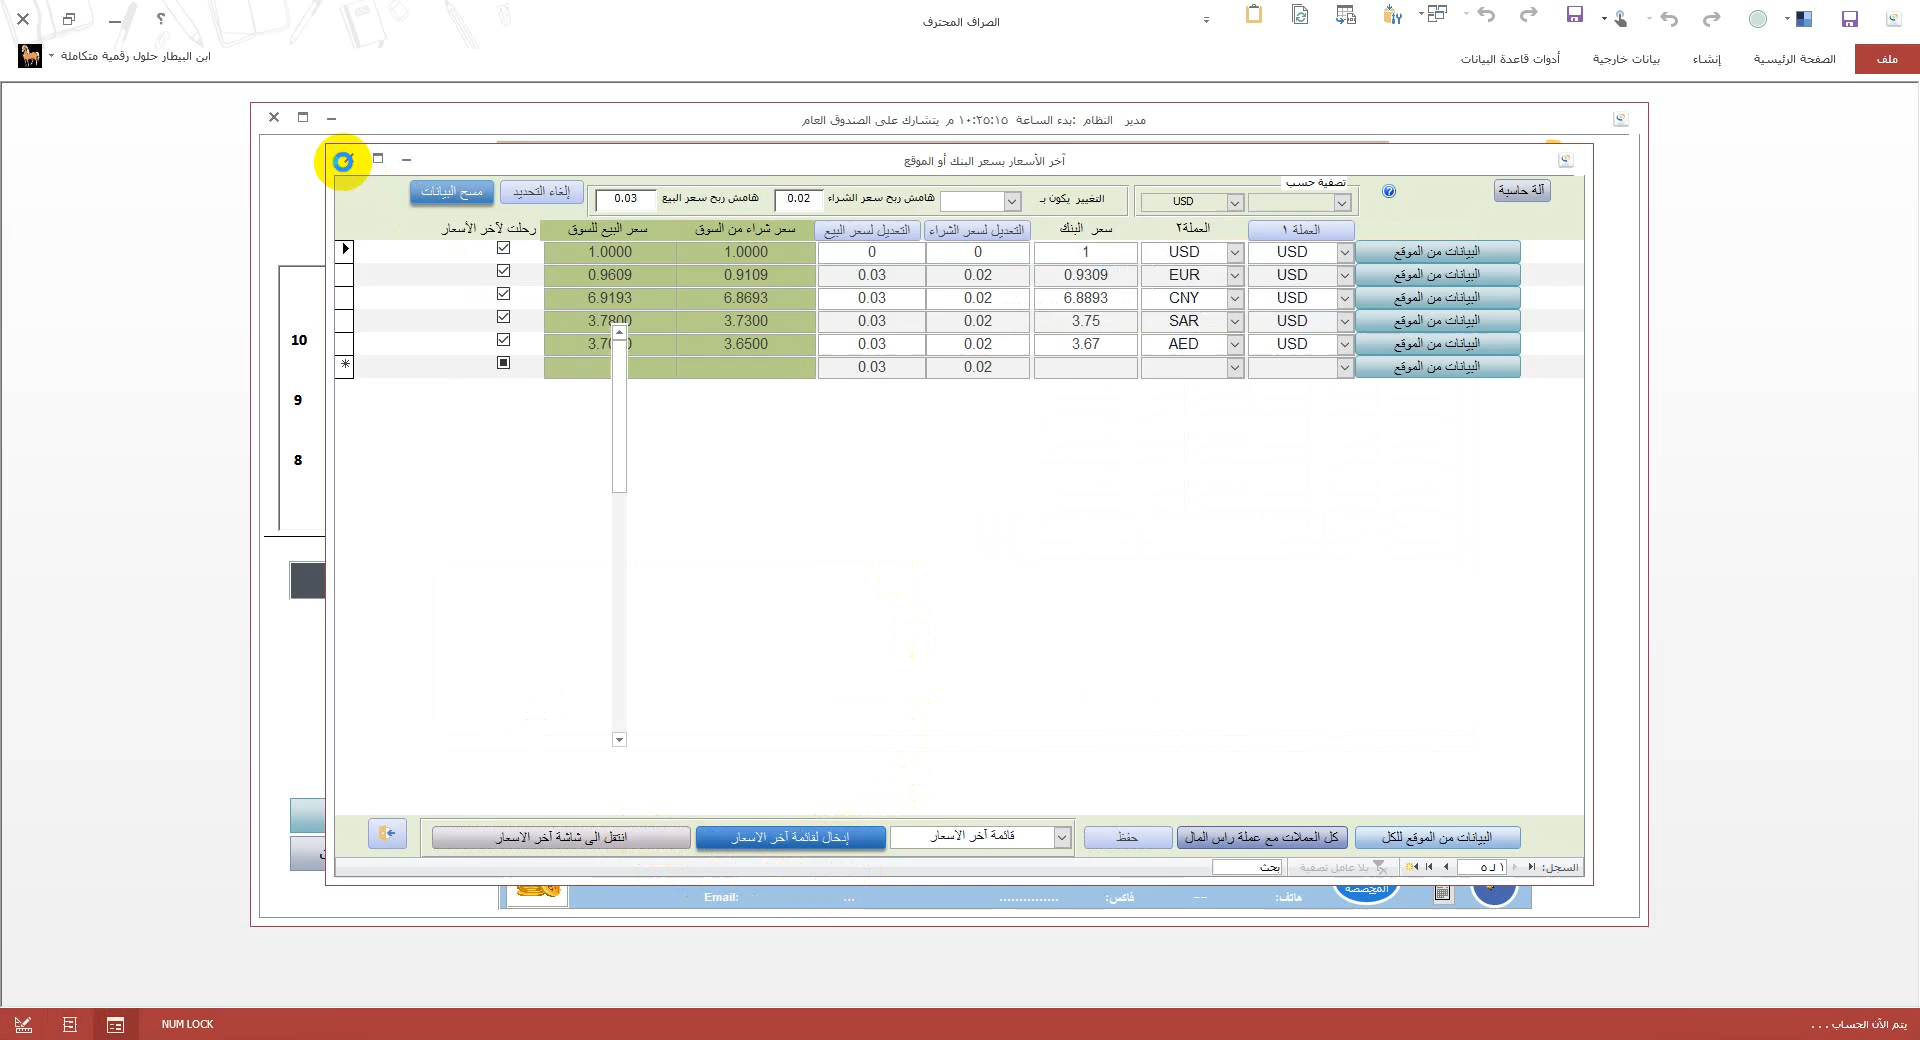 الصراف المحترف
ملف
الصفحة الرئيسية
إنشاء
بيانات خارجية
أدوات قاعدة البيانات
ابن البيطار حلول رقمية متكاملة
مدير النظام :بدء الساعة ١٠:٢٥:١٥ م يتشارك على الصندوق العام
آخر الأسعار بسعر البنك أو الموقع
آلة حاسبة
تصفية حسب
USD
التغيير يكون بـ
هامش ربح سعر الشراء 0.02
هامش ربح سعر البيع 0.03
إلغاء التحديد
مسح البيانات
العملة ١ العملة٢ سعر البنك التعديل لسعر الشراء التعديل لسعر البيع سعر شراء من السوق سعر البيع للسوق رحلت لآخر الأسعار
البيانات من الموقع USD USD 1 0 0 1.0000 1.0000
البيانات من الموقع USD EUR 0.9309 0.02 0.03 0.9109 0.9609
البيانات من الموقع USD CNY 6.8893 0.02 0.03 6.8693 6.9193
البيانات من الموقع USD SAR 3.75 0.02 0.03 3.7300 3.7800
البيانات من الموقع USD AED 3.67 0.02 0.03 3.6500
البيانات من الموقع 0.02 0.03
10
9
8
البيانات من الموقع للكل
كل العملات مع عملة راس المال
حفظ
قائمة آخر الاسعار
إدخال لقائمة آخر الاسعار
انتقل الى شاشة آخر الاسعار
السجل: ١ لـ ٥
بلا عامل تصفية
بحث
المخصصة
هاتف: --
فاكس: ..............
... Email:
NUM LOCK
يتم الآن الحساب . . .